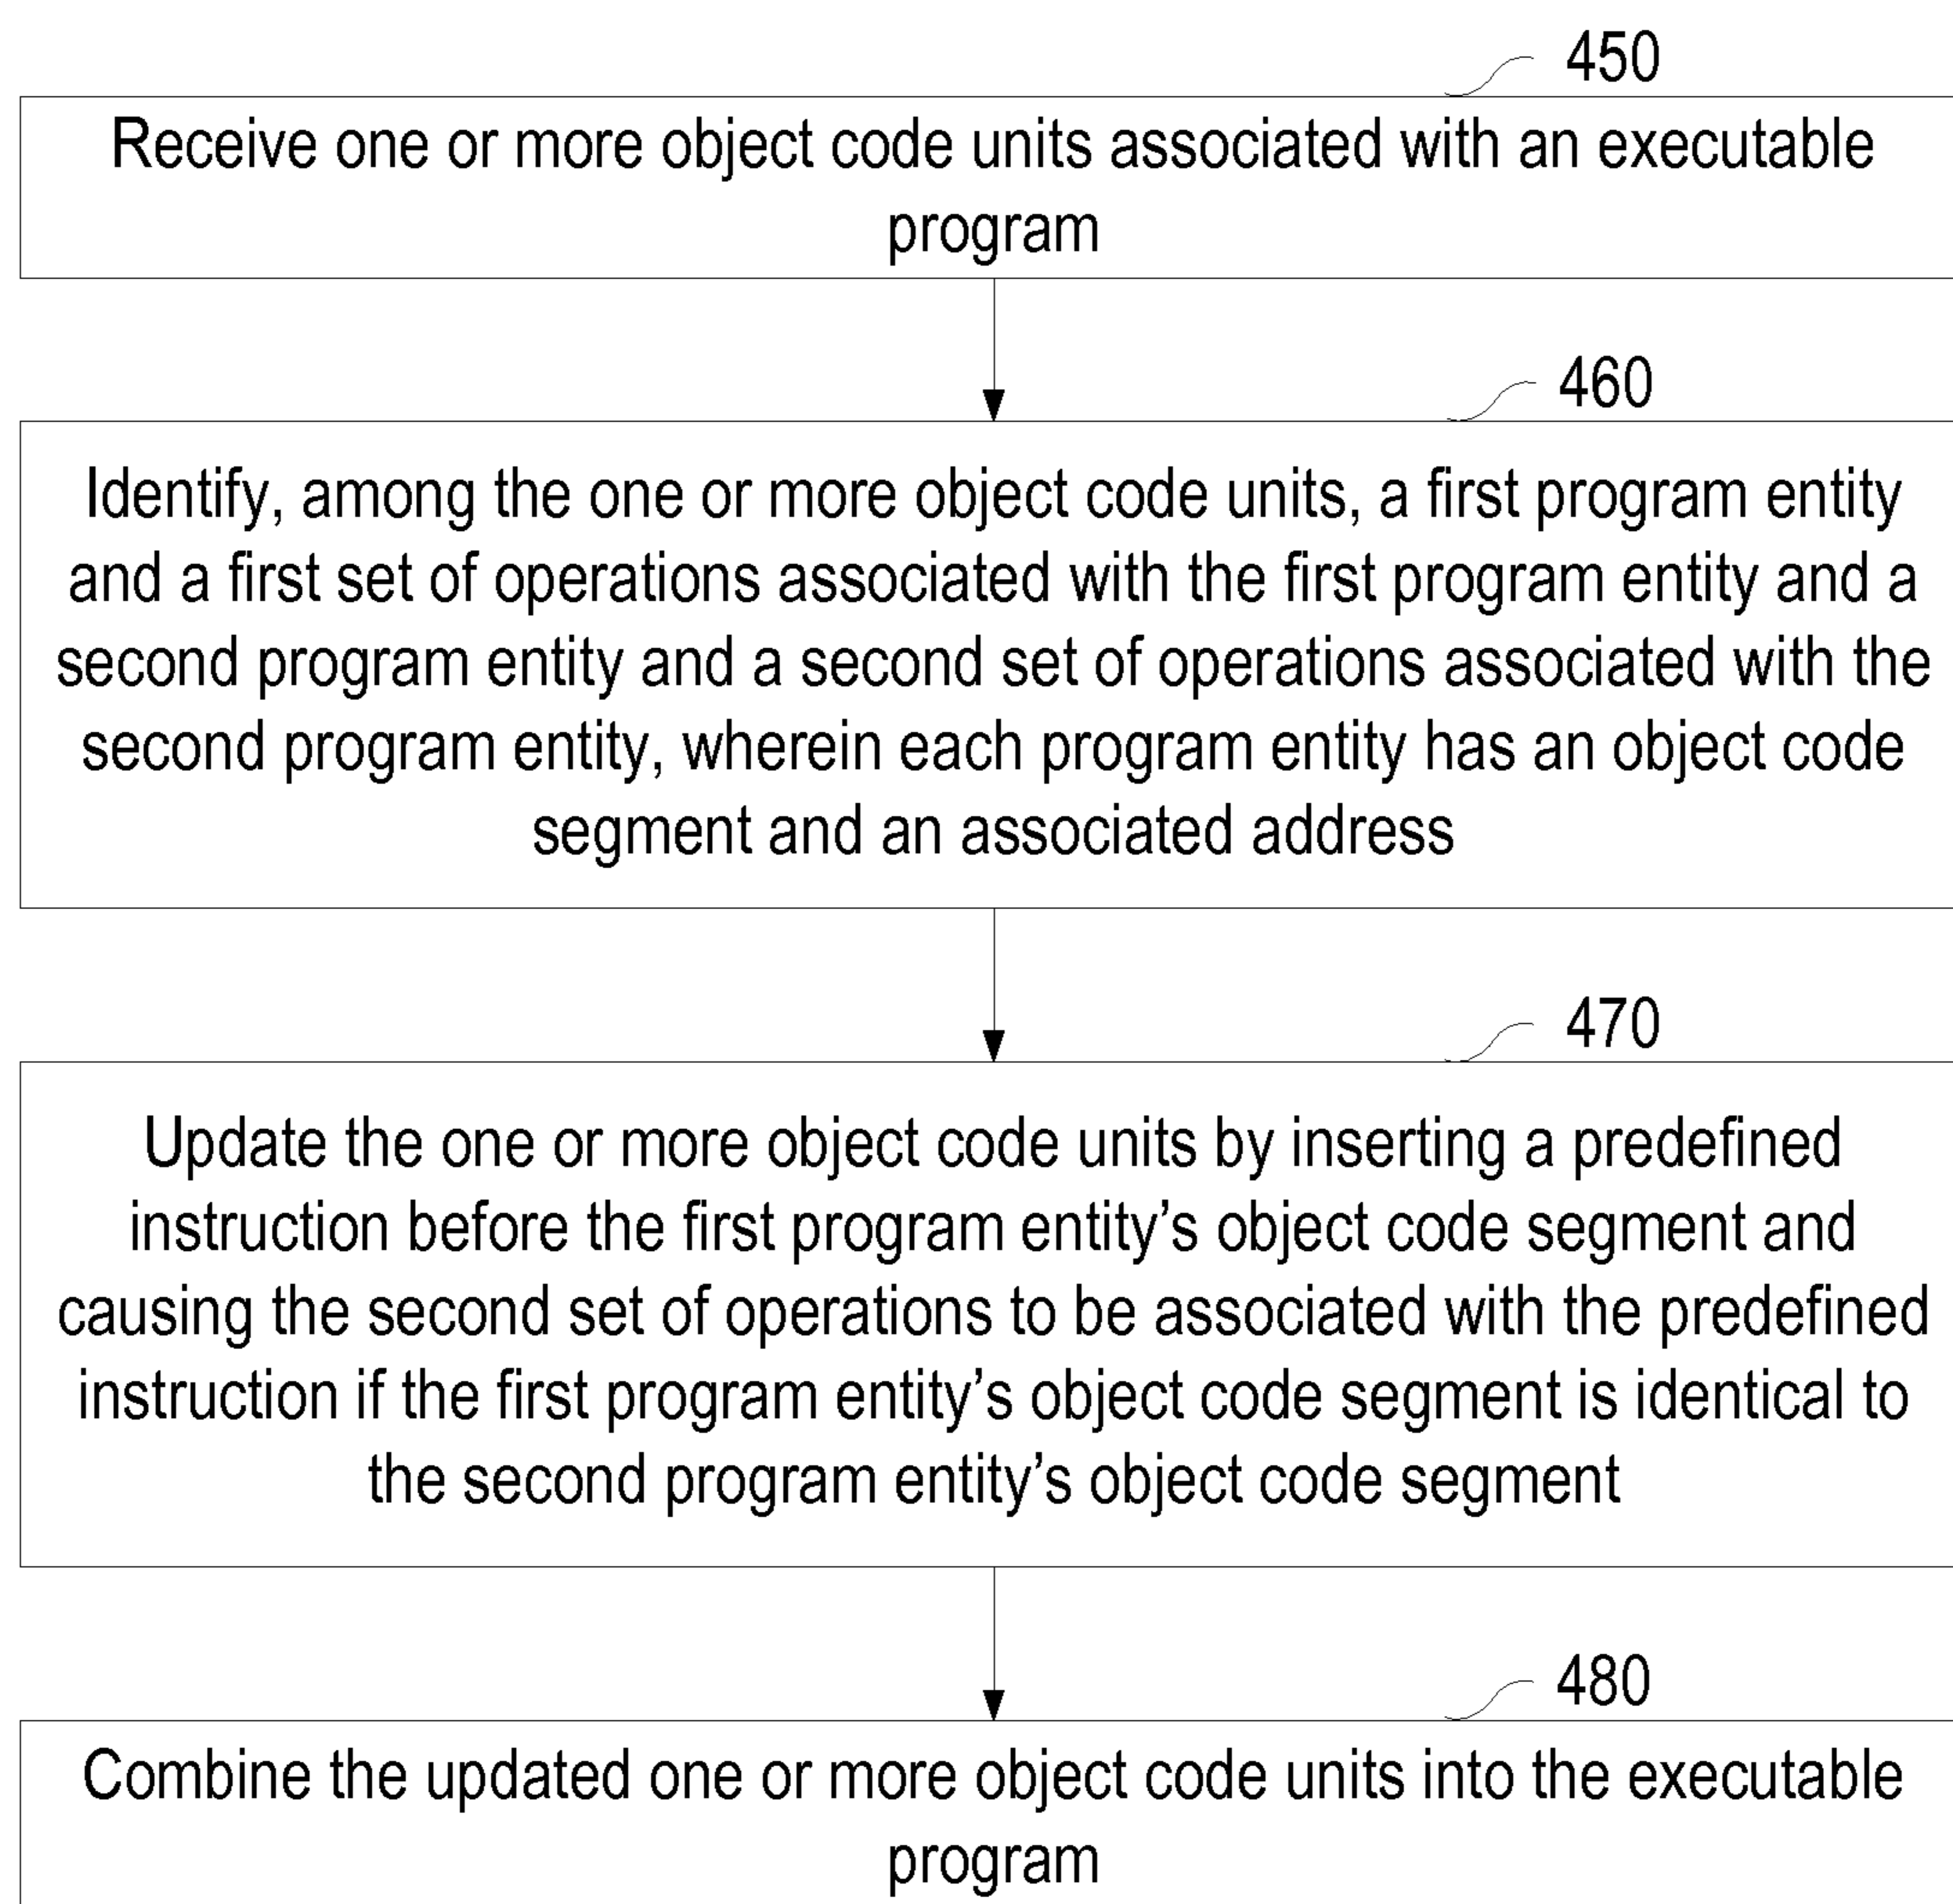 450
Receive one or more object code units associated with an executable
program
460
Identify, among the one or more object code units, a first program entity
and a first set of operations associated with the first program entity and a
second program entity and a second set of operations associated with the
second program entity, wherein each program entity has an object code
segment and an associated address
470
Update the one or more object code units by inserting a predefined
instruction before the first program entity’s object code segment and
causing the second set of operations to be associated with the predefined
instruction if the first program entity’s object code segment is identical to
the second program entity’s object code segment
480
Combine the updated one or more object code units into the executable
program